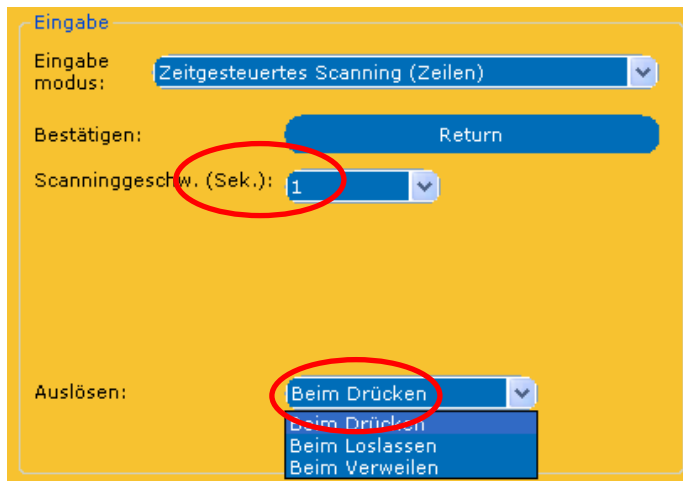 Eingabe
Eingabe
modus:
Zeitgesteuertes Scanning (Zeilen)
Bestätigen:
Return
Scanninggeschw. (Sek.):
1
Auslösen:
Beim Drücken
Beim Drücken
Beim Loslassen
Beim Verweilen